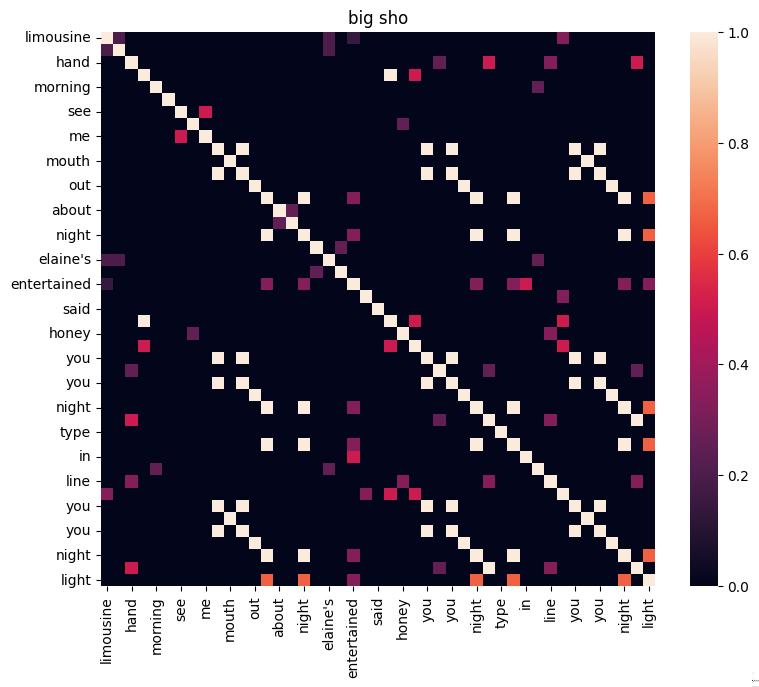 big sho
limousine
hand
morning
see
me
mouth
out
about
night
elaine's
entertained
said
honey
you
you
night
type
in
line
you
you
night
light
1.0
0.8
0.6
0.4
0.2
0.0
limousine
hand
morning
see
me
mouth
out
about
night
elaine's
entertained
said
honey
you
you
night
type
in
line
you
you
night
light